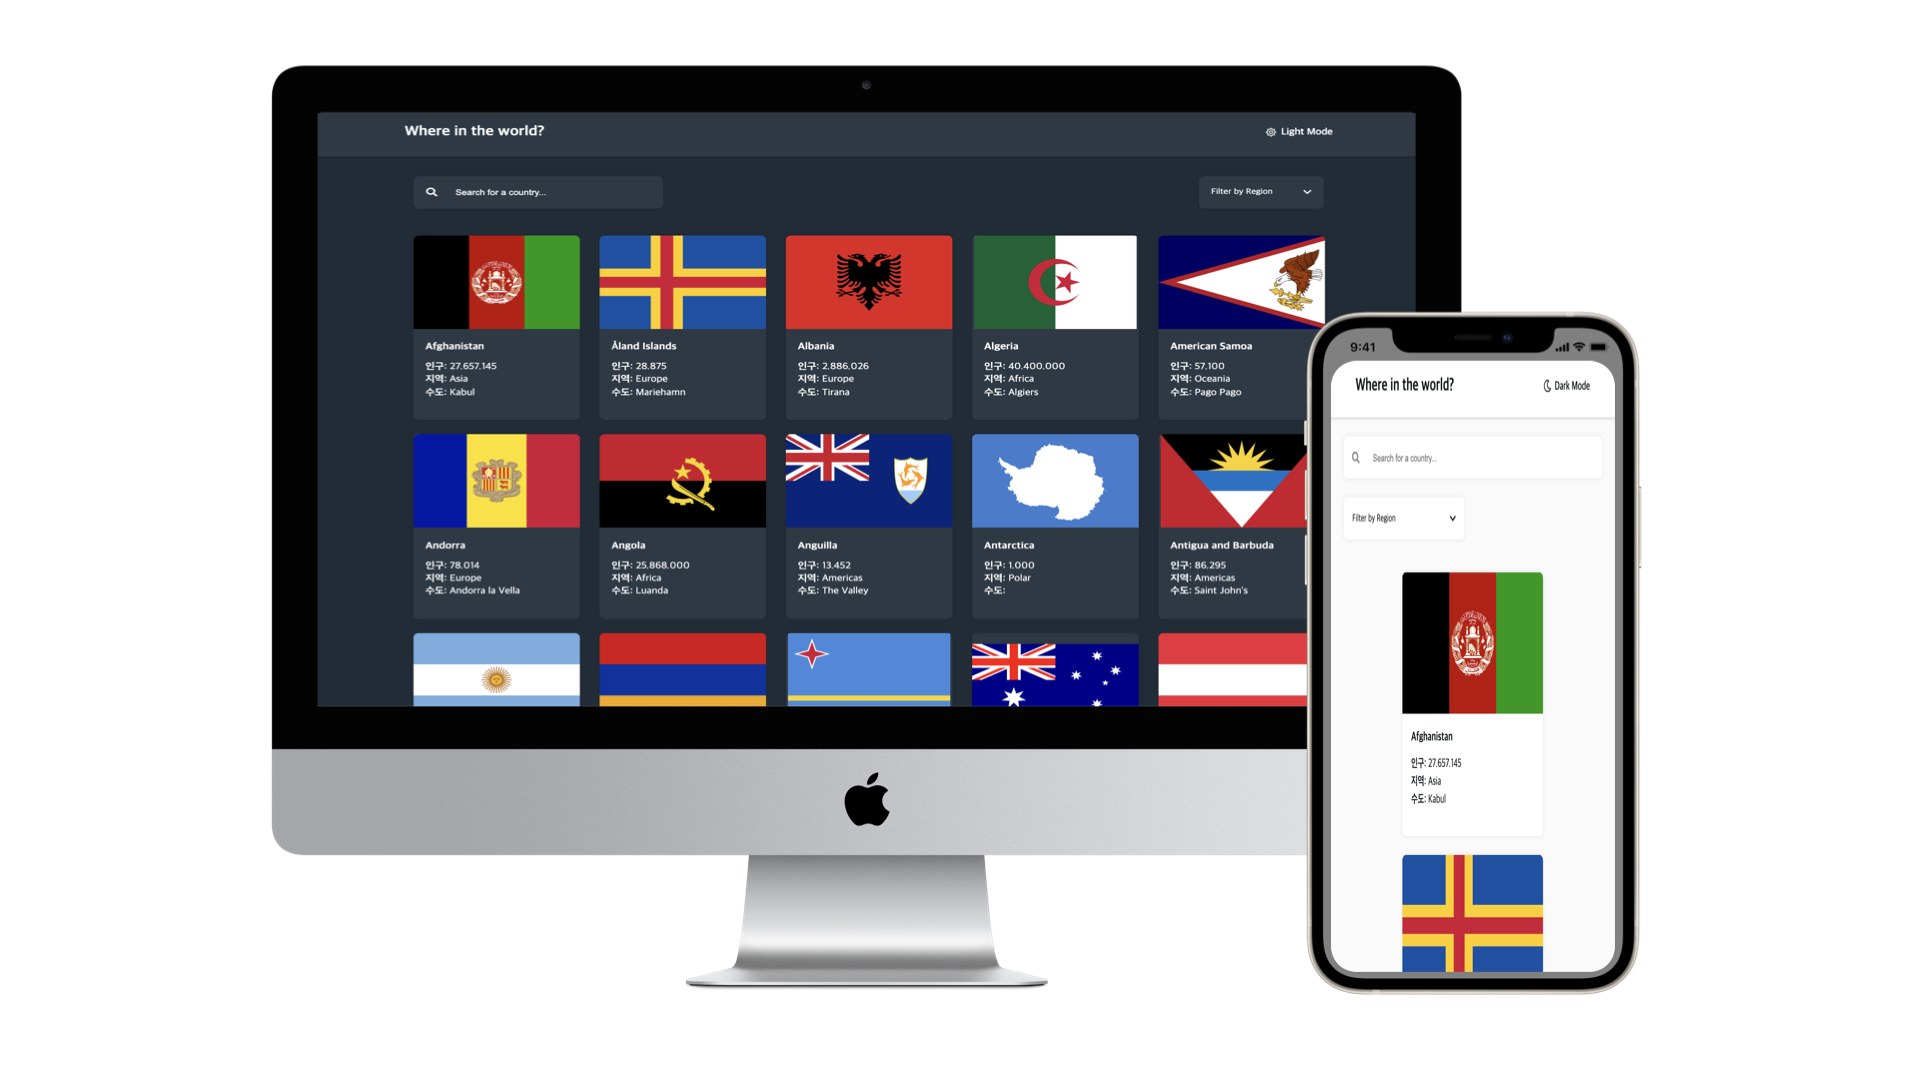 Where in the world?
Light Mode
Search for a country...
Filter by Region
Afghanistan
인구: 27.657.145
지역: Asia
수도: Kabul
Åland Islands
인구: 28.875
지역: Europe
수도: Mariehamn
Albania
인구: 2.886.026
지역: Europe
수도: Tirana
Algeria
인구: 40.400.000
지역: Africa
수도: Algiers
American Samoa
인구: 57.100
지역: Oceania
수도: Pago Pago
Andorra
인구: 78.014
지역: Europe
수도: Andorra la Vella
Angola
인구: 25.868.000
지역: Africa
수도: Luanda
Anguilla
인구: 13.452
지역: Americas
수도: The Valley
Antarctica
인구: 1.000
지역: Polar
수도:
Antigua and Barbuda
인구: 86.295
지역: Americas
수도: Saint John's
9:41
Where in the world?
Dark Mode
Search for a country...
Filter by Region
Afghanistan
인구: 27.657.145
지역: Asia
수도: Kabul